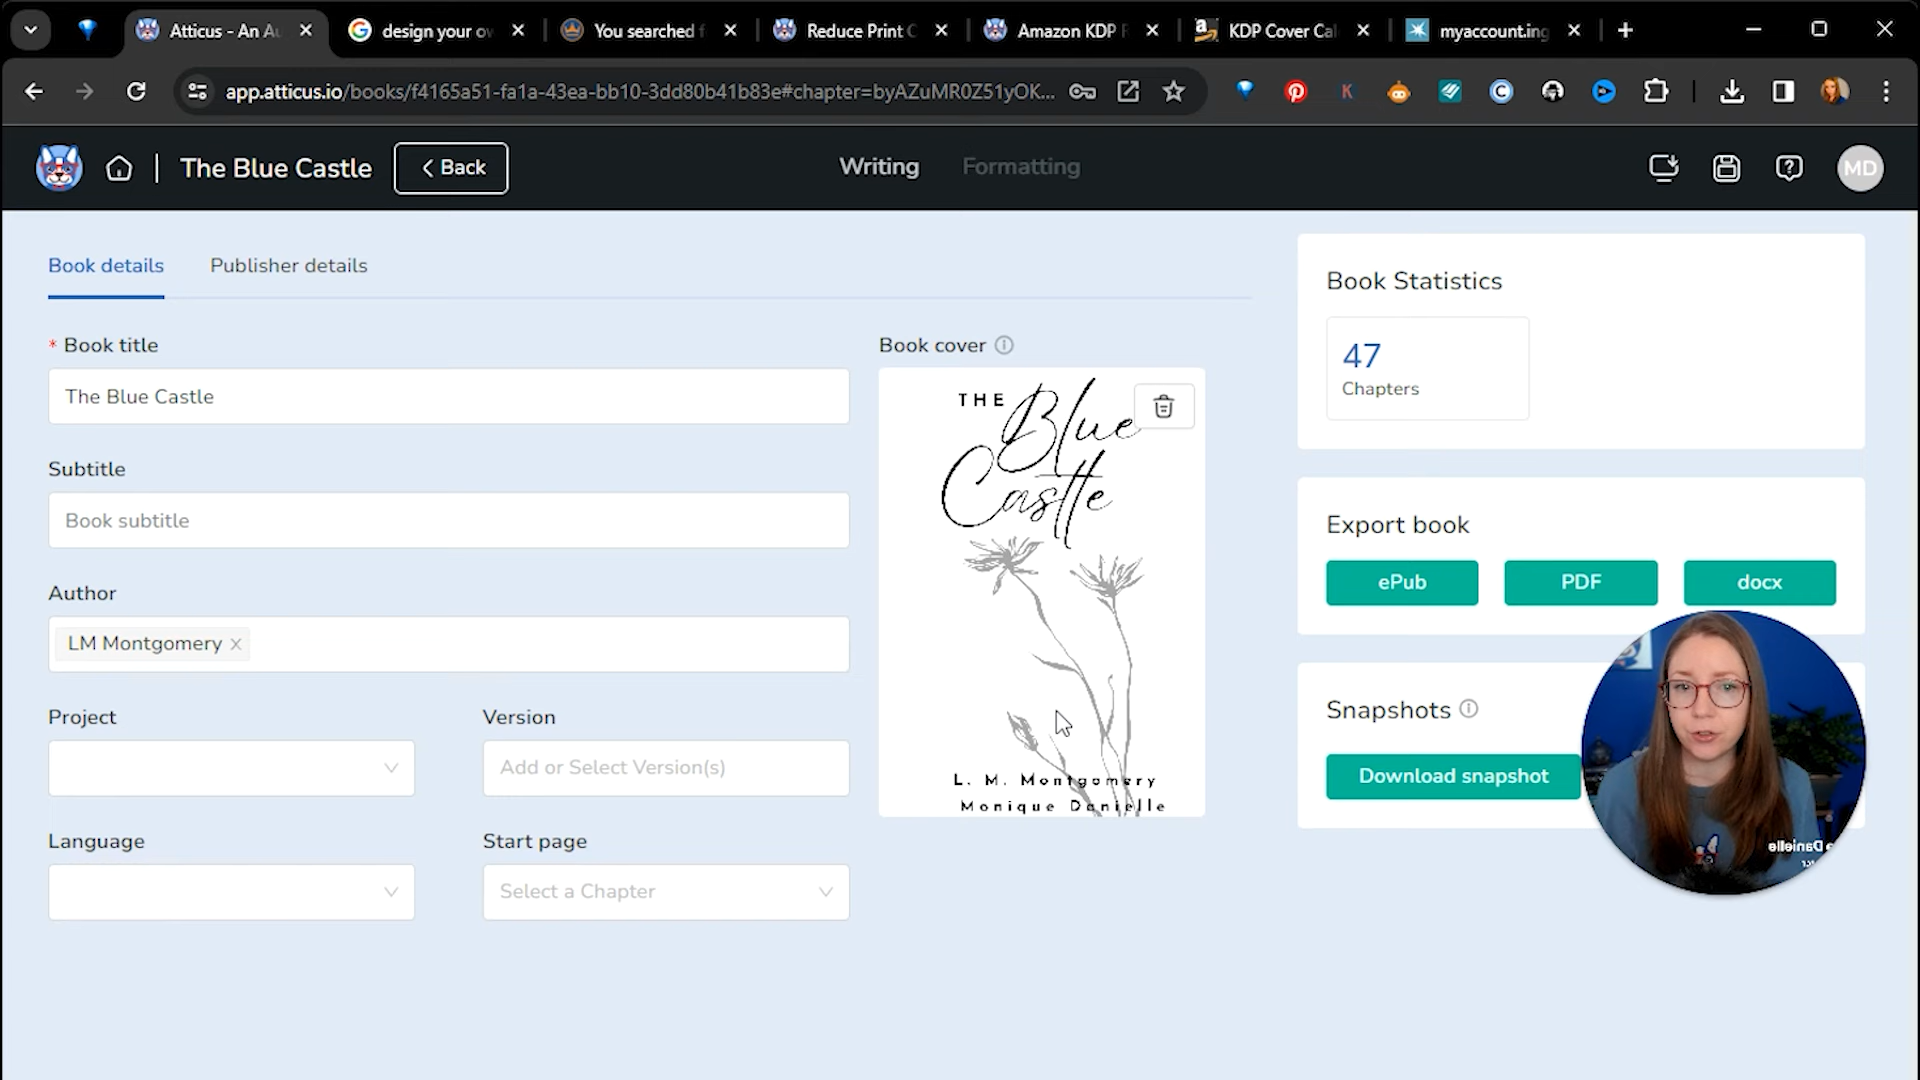 Atticus - An Au
design your ow
You searched f
Reduce Print C
Amazon KDP
KDP Cover Cal
myaccount.ing
app.atticus.io/books/f4165a51-fa1a-43ea-bb10-3dd80b41b83e#chapter=byAZuMR0Z51yOK...
The Blue Castle
Back
Writing
Formatting
MD
Book details
Publisher details
* Book title
The Blue Castle
Subtitle
Book subtitle
Author
LM Montgomery
Project
Version
Add or Select Version(s)
Language
Start page
Select a Chapter
Book cover
THE Blue
Castle
L. M. Montgomery
Monique Danielle
Book Statistics
47
Chapters
Export book
ePub
PDF
docx
Snapshots
Download snapshot
Danielle